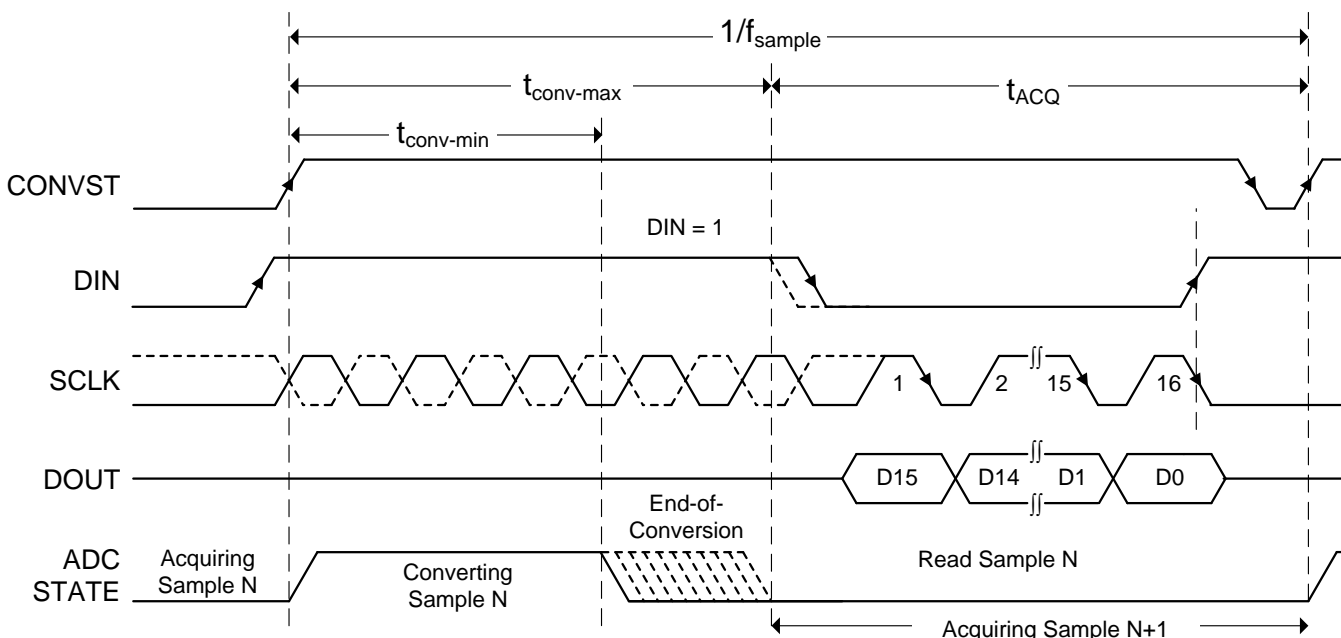 1/fsample
tconv-max
tACQ
tconv-min
CONVST
DIN = 1
DIN
SCLK
1
2
15
16
DOUT
D15
D14
D1
D0
End-of-
Conversion
ADC
STATE
Acquiring
Sample N
Converting
Sample N
Read Sample N
Acquiring Sample N+1